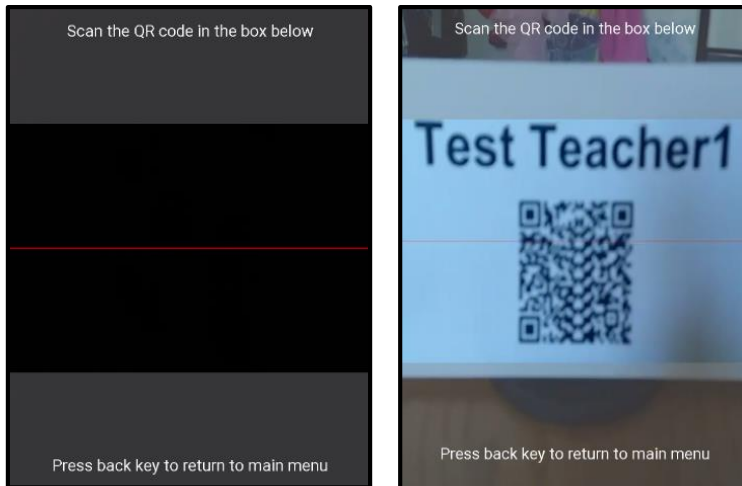 Scan the QR code in the box below
Press back key to return to main menu
Scan the QR code in the box below
Test Teacher1
Press back key to return to main menu